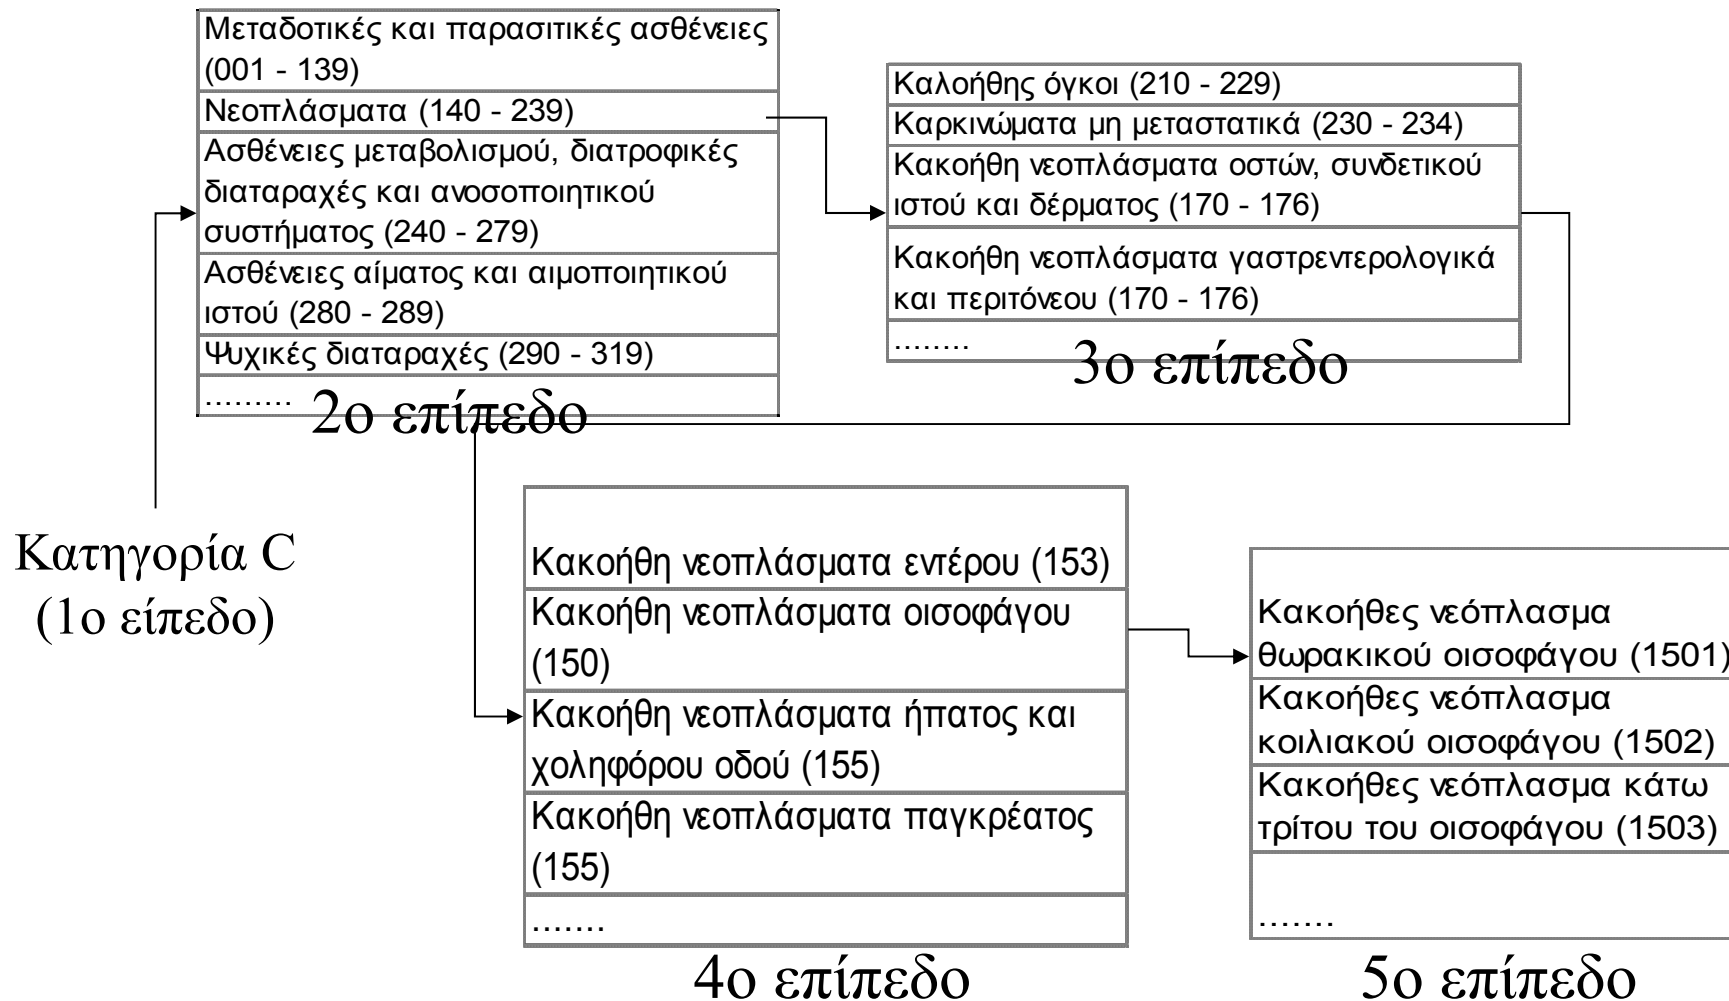 Μεταδοτικές και παρασιτικές ασθένειες
(001 - 139)
Νεοπλάσματα (140 - 239)
Ασθένειες μεταβολισμού, διατροφικές
διαταραχές και ανοσοποιητικού
συστήματος (240 - 279)
Ασθένειες αίματος και αιμοποιητικού
ιστού (280 - 289)
Ψυχικές διαταραχές (290 - 319)
.........
2ο επίπεδο
Καλοήθης όγκοι (210 - 229)
Καρκινώματα μη μεταστατικά (230 - 234)
Κακοήθη νεοπλάσματα οστών, συνδετικού
ιστού και δέρματος (170 - 176)
Κακοήθη νεοπλάσματα γαστρεντερολογικά
και περιτόνεου (170 - 176)
........
3ο επίπεδο
Κατηγορία C
(1ο είπεδο)
Κακοήθη νεοπλάσματα εντέρου (153)
Κακοήθη νεοπλάσματα οισοφάγου
(150)
Κακοήθη νεοπλάσματα ήπατος και
χοληφόρου οδού (155)
Κακοήθη νεοπλάσματα παγκρέατος
(155)
.......
4ο επίπεδο
Κακοήθες νεόπλασμα
θωρακικού οισοφάγου (1501)
Κακοήθες νεόπλασμα
κοιλιακού οισοφάγου (1502)
Κακοήθες νεόπλασμα κάτω
τρίτου του οισοφάγου (1503)
.......
5ο επίπεδο